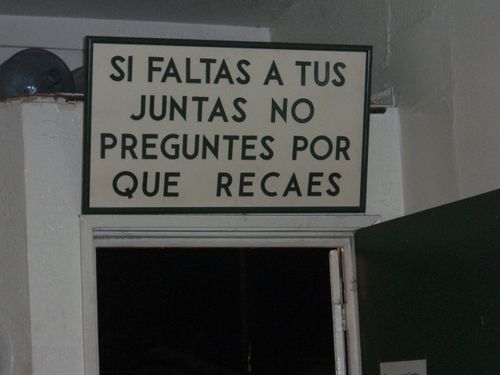 SI FALTAS A TUS
JUNTAS NO
PREGUNTES POR
QUE RECAES